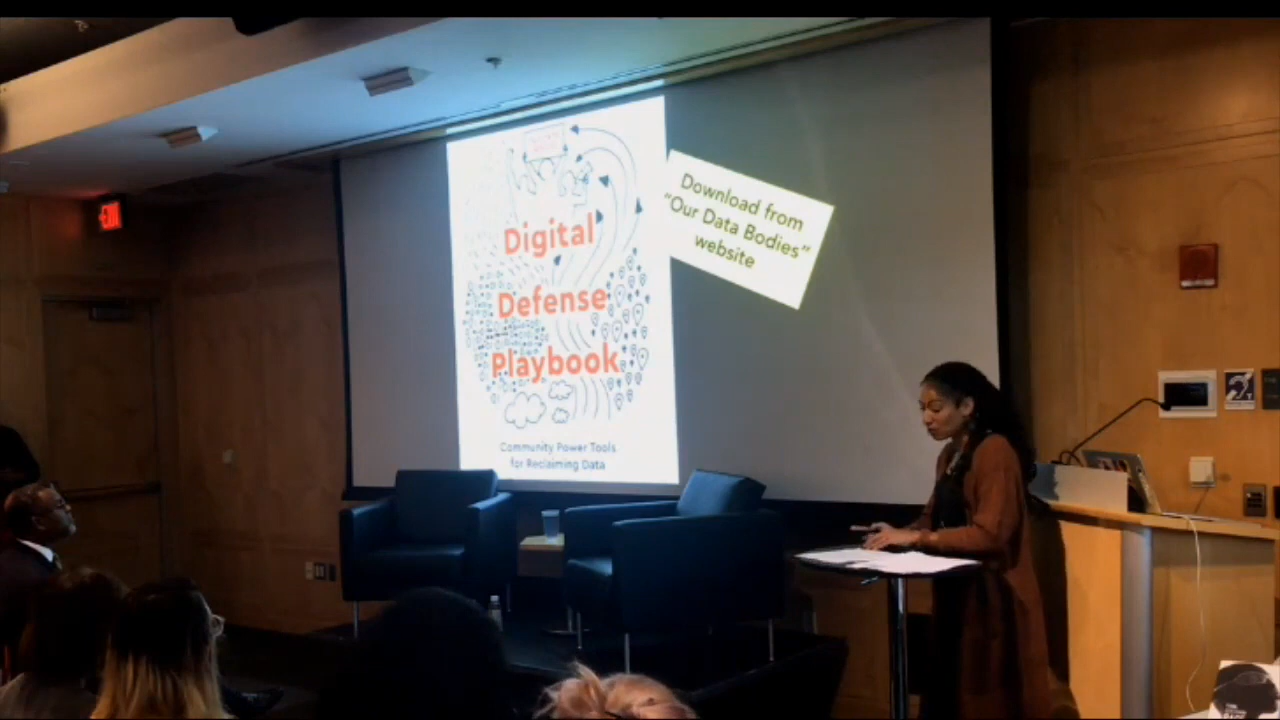 Digital
Defense
Playbook
Community Power Tools
for Reclaiming Data
Download from
"Our Data Bodies"
website
EXIT